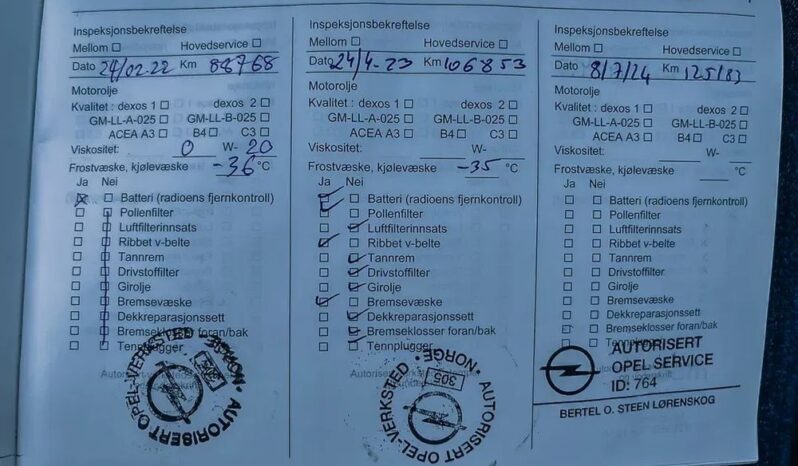 Inspeksjonsbekreftelse
Mellom ☐ Hovedservice ☐
Dato 24/02-22 Km 88768
Motorolje
Kvalitet : dexos 1 ☐ dexos 2 ☐
GM-LL-A-025 ☐ GM-LL-B-025 ☐
ACEA A3 ☐ B4 ☐ C3 ☐
Viskositet: 0 W- 20
Frostvæske, kjølevæske -36 °C
Ja Nei
Batteri (radioens fjernkontroll)
Pollenfilter
Luftfilterinnsats
Ribbet v-belte
Tannrem
Drivstoffilter
Girolje
Bremsevæske
Dekkreparasjonssett
Bremseklosser foran/bak
Tennplugger
AUTORISERT OPEL-VERKSTED * NORGE *
305
Inspeksjonsbekreftelse
Mellom ☐ Hovedservice ☐
Dato 24/4-23 Km 106853
Motorolje
Kvalitet : dexos 1 ☐ dexos 2 ☐
GM-LL-A-025 ☐ GM-LL-B-025 ☐
ACEA A3 ☐ B4 ☐ C3 ☐
Viskositet: W-
Frostvæske, kjølevæske -35 °C
Ja Nei
Batteri (radioens fjernkontroll)
Pollenfilter
Luftfilterinnsats
Ribbet v-belte
Tannrem
Drivstoffilter
Girolje
Bremsevæske
Dekkreparasjonssett
Bremseklosser foran/bak
Tennplugger
AUTORISERT OPEL-VERKSTED * NORGE *
305
Inspeksjonsbekreftelse
Mellom ☐ Hovedservice ☐
Dato 8/7/24 Km 125183
Motorolje
Kvalitet : dexos 1 ☐ dexos 2 ☐
GM-LL-A-025 ☐ GM-LL-B-025 ☐
ACEA A3 ☐ B4 ☐ C3 ☐
Viskositet: W-
Frostvæske, kjølevæske °C
Ja Nei
Batteri (radioens fjernkontroll)
Pollenfilter
Luftfilterinnsats
Ribbet v-belte
Tannrem
Drivstoffilter
Girolje
Bremsevæske
Dekkreparasjonssett
Bremseklosser foran/bak
Tennplugger
AUTORISERT
OPEL SERVICE
ID: 764
BERTEL O. STEEN LØRENSKOG